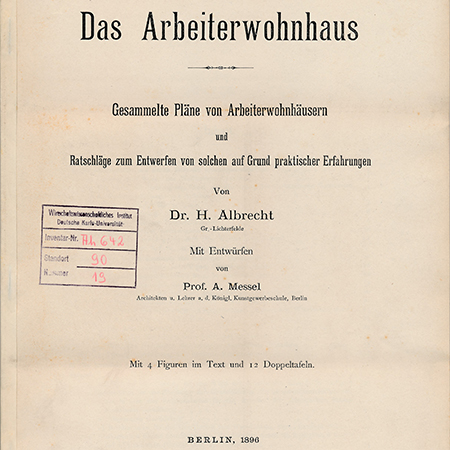 Das Arbeiterwohnhaus
Gesammelte Pläne von Arbeiterwohnhäusern
und
Ratschläge zum Entwerfen von solchen auf Grund praktischer Erfahrungen
Von
Dr. H. Albrecht
Gr.-Lichterfelde
Mit Entwürfen
von
Prof. A. Messel
Architekten u. Lehrer a. d. Königl. Kunstgewerbeschule, Berlin
Wirtschaftswissenschaftliches Institut
Deutsche Karls-Universität
Inventar-Nr. Ah 642
Standort 90
Nummer 19
Mit 4 Figuren im Text und 12 Doppeltafeln.
BERLIN, 1896